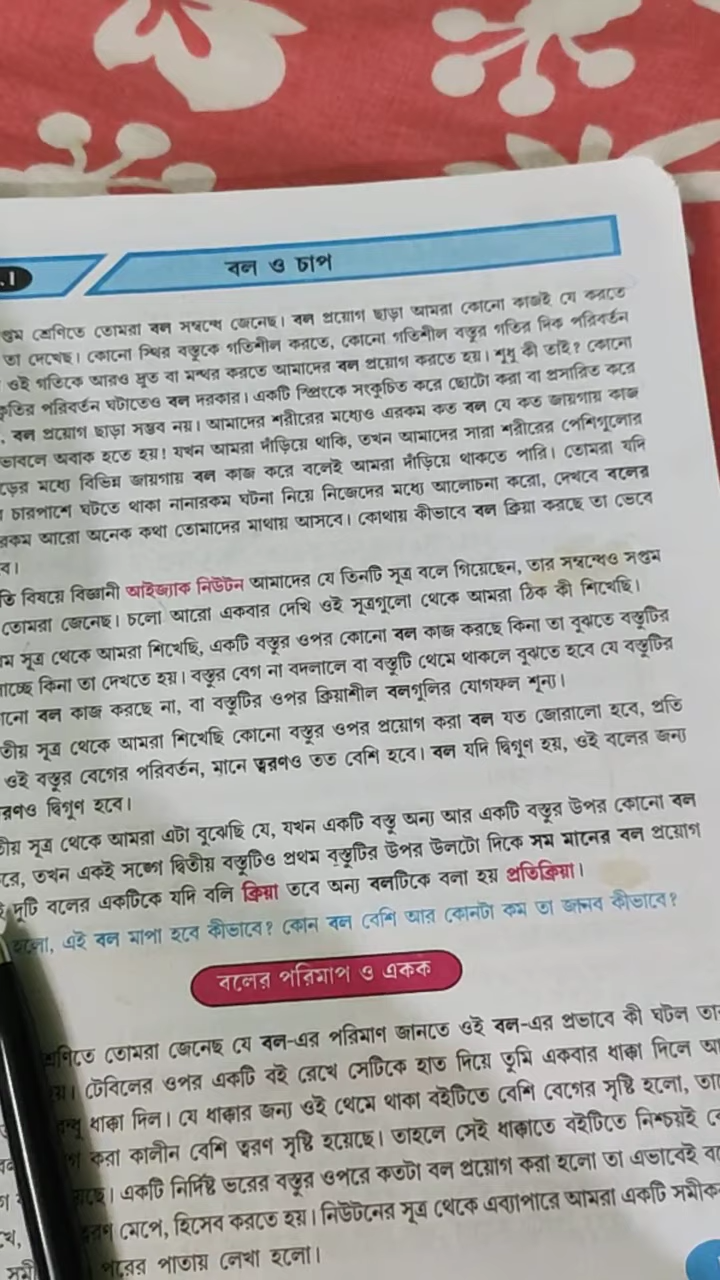 .1
বল ও চাপ
শ্রেণিতে তোমরা বল সম্বন্ধে জেনেছ। বল প্রয়োগ ছাড়া আমরা কোনো কাজই যে করতে
তা দেখেছ। কোনো স্থির বস্তুকে গতিশীল করতে, কোনো গতিশীল বস্তুর গতির দিক পরিবর্তন
ওই গতিকে আরও দ্রুত বা মন্থর করতে আমাদের বল প্রয়োগ করতে হয়। শুধু কী তাই? কোনো
পরিবর্তন ঘটাতেও বল দরকার। একটি স্প্রিংকে সংকুচিত করে ছোটো করা বা প্রসারিত করে
, বল প্রয়োগ ছাড়া সম্ভব নয়। আমাদের শরীরের মধ্যেও এরকম কত বল যে কত জায়গায় কাজ
ভাবলে অবাক হতে হয়! যখন আমরা দাঁড়িয়ে থাকি, তখন আমাদের সারা শরীরের পেশিগুলোর
মধ্যে বিভিন্ন জায়গায় বল কাজ করে বলেই আমরা দাঁড়িয়ে থাকতে পারি। তোমরা যদি
চারপাশে ঘটতে থাকা নানারকম ঘটনা নিয়ে নিজেদের মধ্যে আলোচনা করো, দেখবে বলের
রকম আরো অনেক কথা তোমাদের মাথায় আসবে। কোথায় কীভাবে বল ক্রিয়া করছে তা ভেবে
বিষয়ে বিজ্ঞানী আইজ্যাক নিউটন আমাদের যে তিনটি সূত্র বলে গিয়েছেন, তার সম্বন্ধেও সপ্তম
তোমরা জেনেছ। চলো আরো একবার দেখি ওই সূত্রগুলো থেকে আমরা ঠিক কী শিখেছি।
সূত্র থেকে আমরা শিখেছি, একটি বস্তুর ওপর কোনো বল কাজ করছে কিনা তা বুঝতে বস্তুটির
কিনা তা দেখতে হয়। বস্তুর বেগ না বদলালে বা বস্তুটি থেমে থাকলে বুঝতে হবে যে বস্তুটির
বল কাজ করছে না, বা বস্তুটির ওপর ক্রিয়াশীল বলগুলির যোগফল শূন্য।
সূত্র থেকে আমরা শিখেছি কোনো বস্তুর ওপর প্রয়োগ করা বল যত জোরালো হবে, প্রতি
ওই বস্তুর বেগের পরিবর্তন, মানে ত্বরণও তত বেশি হবে। বল যদি দ্বিগুণ হয়, ওই বলের জন্য
দ্বিগুণ হবে।
সূত্র থেকে আমরা এটা বুঝেছি যে, যখন একটি বস্তু অন্য আর একটি বস্তুর উপর কোনো বল
তখন একই সঙ্গে দ্বিতীয় বস্তুটিও প্রথম বস্তুটির উপর উলটো দিকে সম মানের বল প্রয়োগ
দুটি বলের একটিকে যদি বলি ক্রিয়া তবে অন্য বলটিকে বলা হয় প্রতিক্রিয়া।
হলো, এই বল মাপা হবে কীভাবে? কোন বল বেশি আর কোনটা কম তা জানব কীভাবে?
বলের পরিমাপ ও একক
তোমরা জেনেছ যে বল-এর পরিমাণ জানতে ওই বল-এর প্রভাবে কী ঘটল তা
টেবিলের ওপর একটি বই রেখে সেটিকে হাত দিয়ে তুমি একবার ধাক্কা দিলে
ধাক্কা দিল। যে ধাক্কার জন্য ওই থেমে থাকা বইটিতে বেশি বেগের সৃষ্টি হলো,
করা কালীন বেশি ত্বরণ সৃষ্টি হয়েছে। তাহলে সেই ধাক্কাতে বইটিতে নিশ্চয়ই
একটি নির্দিষ্ট ভরের বস্তুর ওপরে কতটা বল প্রয়োগ করা হলো তা এভাবেই
মেপে, হিসেব করতে হয়। নিউটনের সূত্র থেকে এব্যাপারে আমরা একটি
পরের পাতায় লেখা হলো।